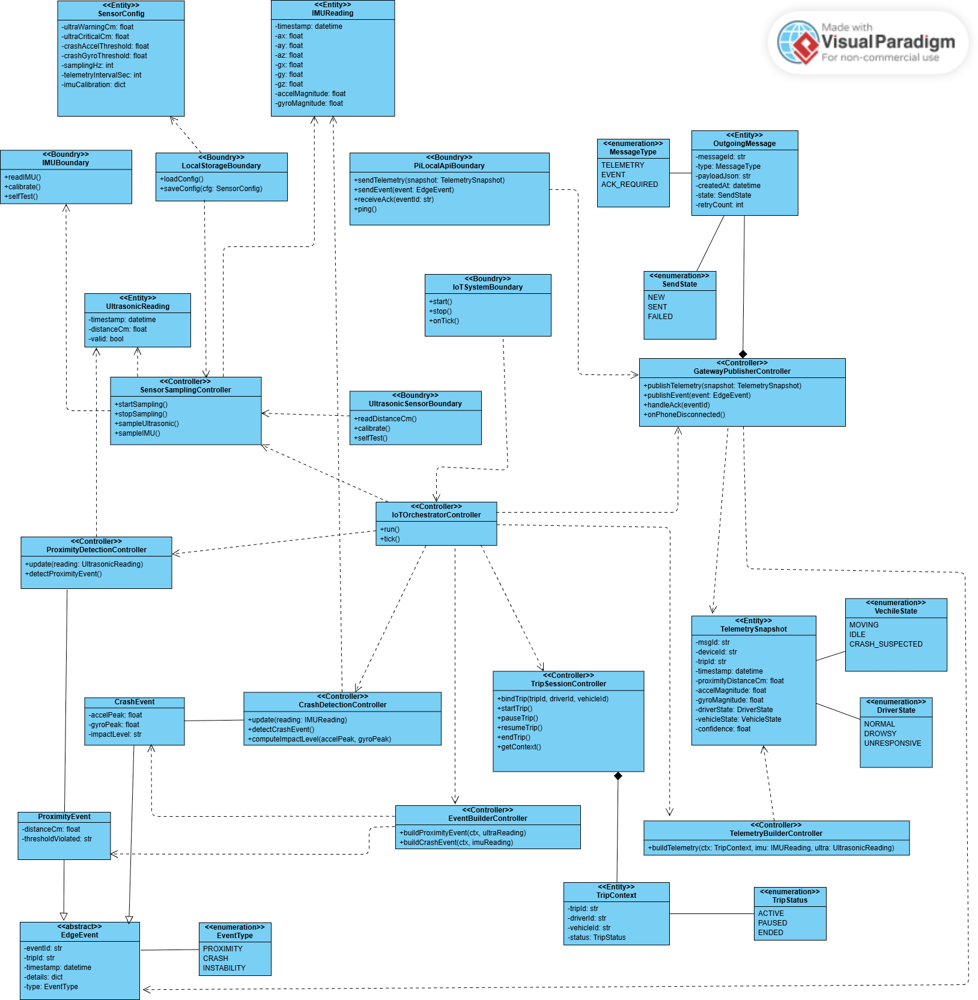 <<Entity>>
SensorConfig
-ultraWarningCm: float
-ultraCriticalCm: float
-crashAccelThreshold: float
-crashGyroThreshold: float
-samplingHz: int
-telemetryIntervalSec: int
-imuCalibration: dict
<<Entity>>
IMUReading
-timestamp: datetime
-ax: float
-ay: float
-az: float
-gx: float
-gy: float
-gz: float
-accelMagnitude: float
-gyroMagnitude: float
Made with
VisualParadigm
For non-commercial use
<<Boundry>>
IMUBoundary
+readIMU()
+calibrate()
+selfTest()
<<Boundry>>
LocalStorageBoundary
+loadConfig()
+saveConfig(cfg: SensorConfig)
<<Boundry>>
PiLocalApiBoundary
+sendTelemetry(snapshot: TelemetrySnapshot)
+sendEvent(event: EdgeEvent)
+receiveAck(eventId: str)
+ping()
<<enumeration>>
MessageType
TELEMETRY
EVENT
ACK_REQUIRED
<<Entity>>
OutgoingMessage
-messageId: str
-type: MessageType
-payloadJson: str
-createdAt: datetime
-state: SendState
-retryCount: int
<<enumeration>>
SendState
NEW
SENT
FAILED
<<Boundry>>
IoTSystemBoundary
+start()
+stop()
+onTick()
<<Entity>>
UltrasonicReading
-timestamp: datetime
-distanceCm: float
-valid: bool
<<Controller>>
SensorSamplingController
+startSampling()
+stopSampling()
+sampleUltrasonic()
+sampleIMU()
<<Boundry>>
UltrasonicSensorBoundary
+readDistanceCm()
+calibrate()
+selfTest()
<<Controller>>
GatewayPublisherController
+publishTelemetry(snapshot: TelemetrySnapshot)
+publishEvent(event: EdgeEvent)
+handleAck(eventId)
+onPhoneDisconnected()
<<Controller>>
IoTOrchestratorController
+run()
+tick()
<<Controller>>
ProximityDetectionController
+update(reading: UltrasonicReading)
+detectProximityEvent()
<<enumeration>>
VechileState
MOVING
IDLE
CRASH_SUSPECTED
<<Entity>>
TelemetrySnapshot
-msgId: str
-deviceId: str
-tripId: str
-timestamp: datetime
-proximityDistanceCm: float
-accelMagnitude: float
-gyroMagnitude: float
-driverState: DriverState
-vehicleState: VehicleState
-confidence: float
<<enumeration>>
DriverState
NORMAL
DROWSY
UNRESPONSIVE
<<Controller>>
TripSessionController
+bindTrip(tripId, driverId, vehicleId)
+startTrip()
+pauseTrip()
+resumeTrip()
+endTrip()
+getContext()
CrashEvent
-accelPeak: float
-gyroPeak: float
-impactLevel: str
<<Controller>>
CrashDetectionController
+update(reading: IMUReading)
+detectCrashEvent()
+computeImpactLevel(accelPeak, gyroPeak)
ProximityEvent
-distanceCm: float
-thresholdViolated: str
<<Controller>>
EventBuilderController
+buildProximityEvent(ctx, ultraReading)
+buildCrashEvent(ctx, imuReading)
<<Controller>>
TelemetryBuilderController
+buildTelemetry(ctx: TripContext, imu: IMUReading, ultra: UltrasonicReading)
<<Entity>>
TripContext
-tripId: str
-driverId: str
-vehicleId: str
-status: TripStatus
<<enumeration>>
TripStatus
ACTIVE
PAUSED
ENDED
<<abstract>>
EdgeEvent
-eventId: str
-tripId: str
-timestamp: datetime
-details: dict
-type: EventType
<<enumeration>>
EventType
PROXIMITY
CRASH
INSTABILITY